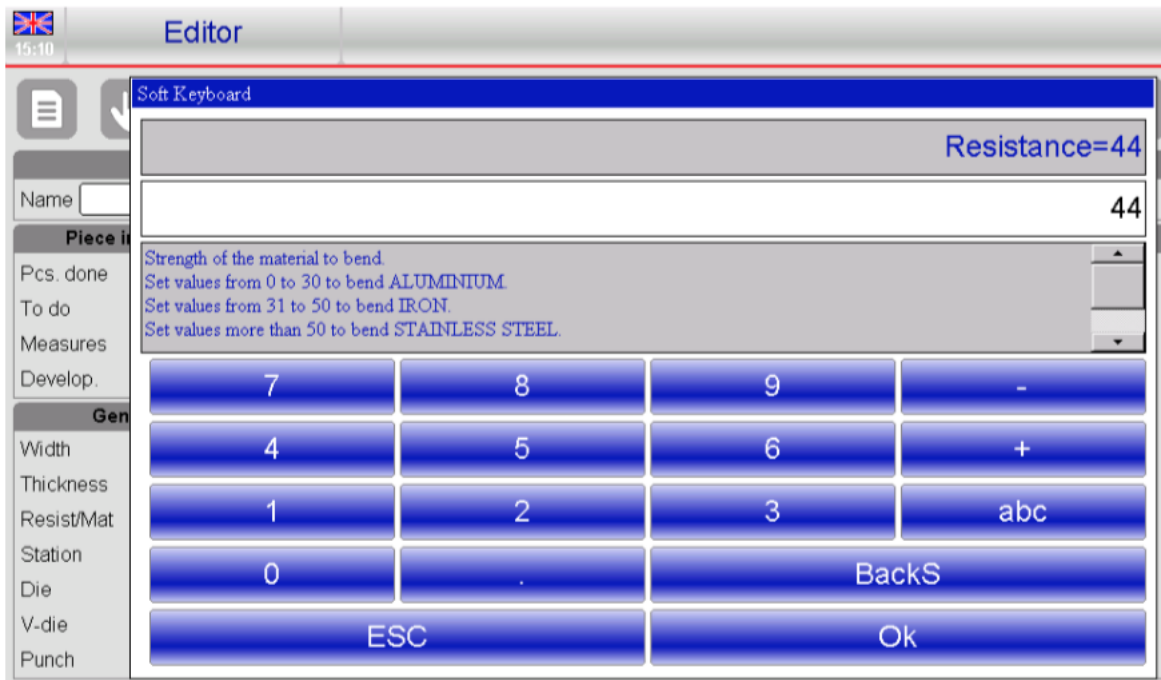 15:10
Editor
Soft Keyboard
Resistance=44
44
Strength of the material to bend.
Set values from 0 to 30 to bend ALUMINIUM.
Set values from 31 to 50 to bend IRON.
Set values more than 50 to bend STAINLESS STEEL.
Name
Piece
Pcs. done
To do
Measures
Develop.
Gen
Width
Thickness
Resist/Mat
Station
Die
V-die
Punch
7 8 9 -
4 5 6 +
1 2 3 abc
0 . BackS
ESC Ok